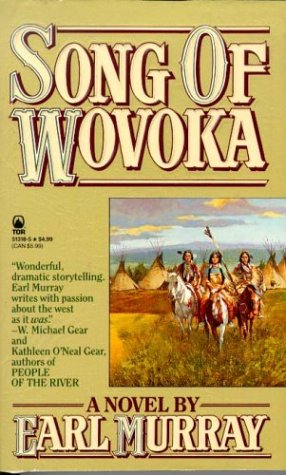 SONG OF
WOVOKA
TOR
51318-5 ★ $4.99
(CAN $5.99)
"Wonderful,
dramatic storytelling.
Earl Murray
writes with passion
about the west
as it was."
–W. Michael Gear
and
Kathleen O'Neal Gear,
authors of
PEOPLE
OF THE RIVER
A NOVEL BY
EARL MURRAY